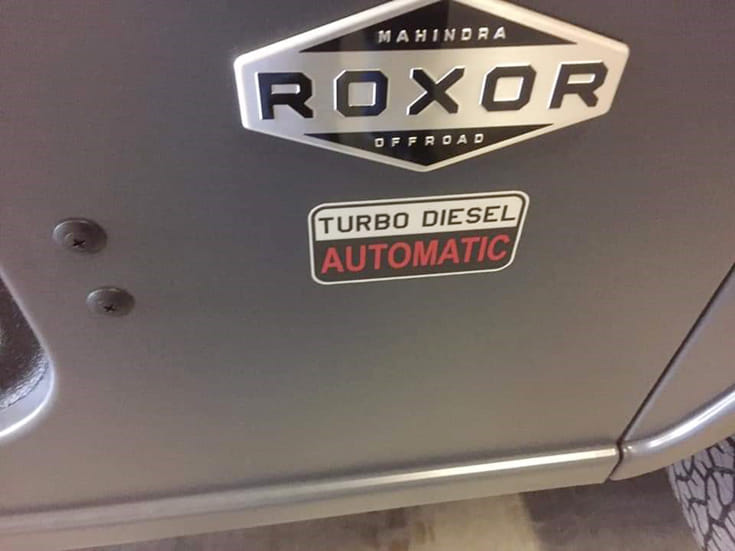 MAHINDRA
ROXOR
OFFROAD
TURBO DIESEL
AUTOMATIC